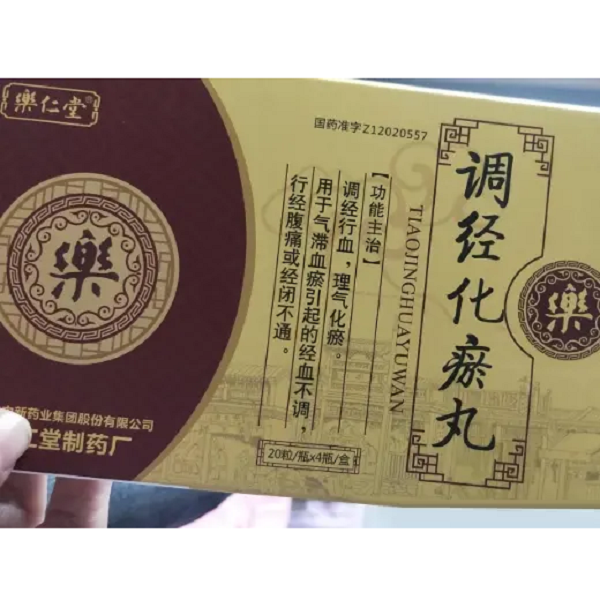 樂仁堂
国药准字Z12020557
调经化瘀丸
TIAOJINGHUAYUWAN
【功能主治】
调经行血，理气化瘀。
用于气滞血瘀引起的经血不调，
行经腹痛或经闭不通。
20粒/瓶x4瓶/盒
樂
樂
新药业集团股份有限公司
仁堂制药厂